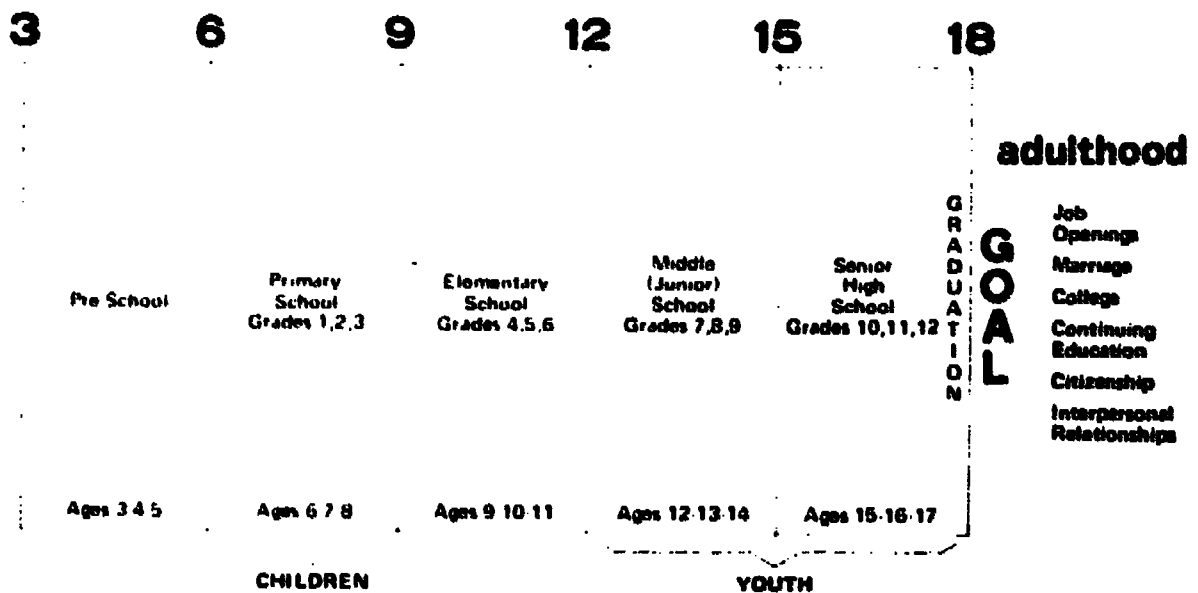 3 6 9 12 15 18
adulthood
Pre School
Primary
School
Grades 1,2,3
Elementary
School
Grades 4,5,6
Middle
(Junior)
School
Grades 7,8,9
Senior
High
School
Grades 10,11,12
GRADUATION
GOAL
Job
Openings
Marriage
College
Continuing
Education
Citizenship
Interpersonal
Relationships
Ages 3-4-5
Ages 6-7-8
Ages 9-10-11
Ages 12-13-14
Ages 15-16-17
CHILDREN
YOUTH